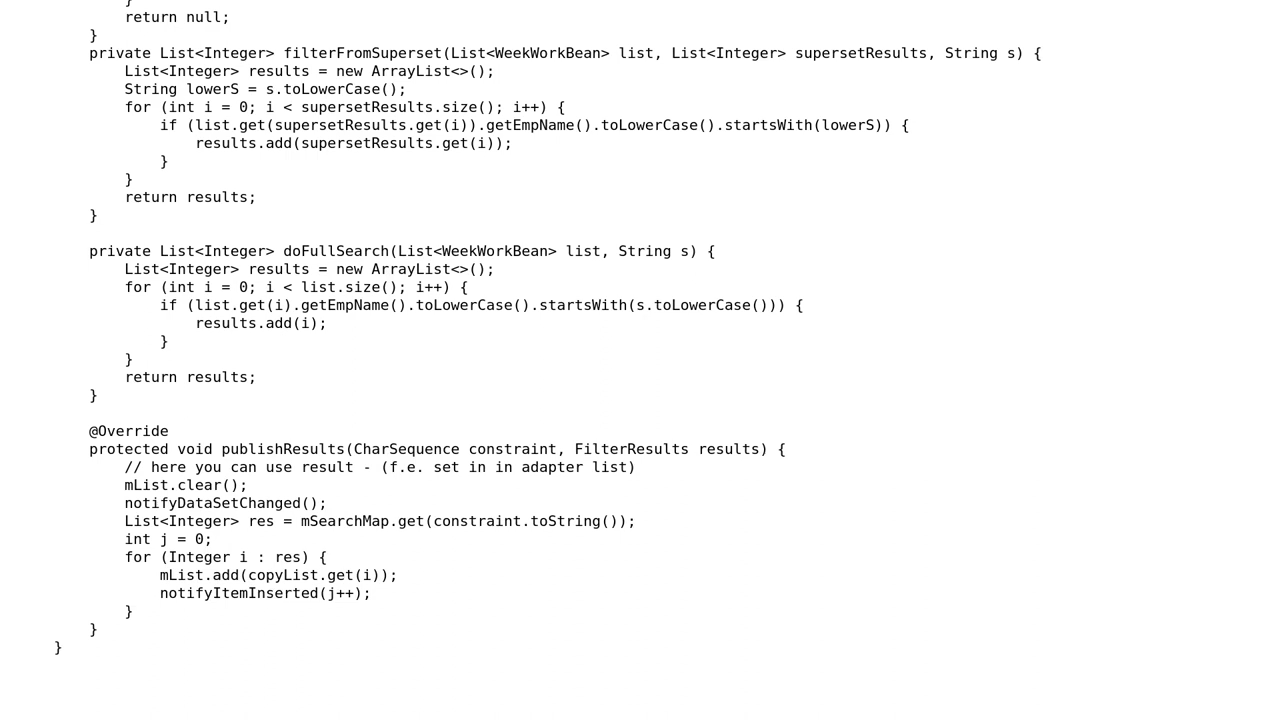 }
return null;
}
private List<Integer> filterFromSuperset(List<WeekWorkBean> list, List<Integer> supersetResults, String s) {
List<Integer> results = new ArrayList<>();
String lowerS = s.toLowerCase();
for (int i = 0; i < supersetResults.size(); i++) {
if (list.get(supersetResults.get(i)).getEmpName().toLowerCase().startsWith(lowerS)) {
results.add(supersetResults.get(i));
}
}
return results;
}
private List<Integer> doFullSearch(List<WeekWorkBean> list, String s) {
List<Integer> results = new ArrayList<>();
for (int i = 0; i < list.size(); i++) {
if (list.get(i).getEmpName().toLowerCase().startsWith(s.toLowerCase())) {
results.add(i);
}
}
return results;
}
@Override
protected void publishResults(CharSequence constraint, FilterResults results) {
// here you can use result - (f.e. set in in adapter list)
mList.clear();
notifyDataSetChanged();
List<Integer> res = mSearchMap.get(constraint.toString());
int j = 0;
for (Integer i : res) {
mList.add(copyList.get(i));
notifyItemInserted(j++);
}
}
}